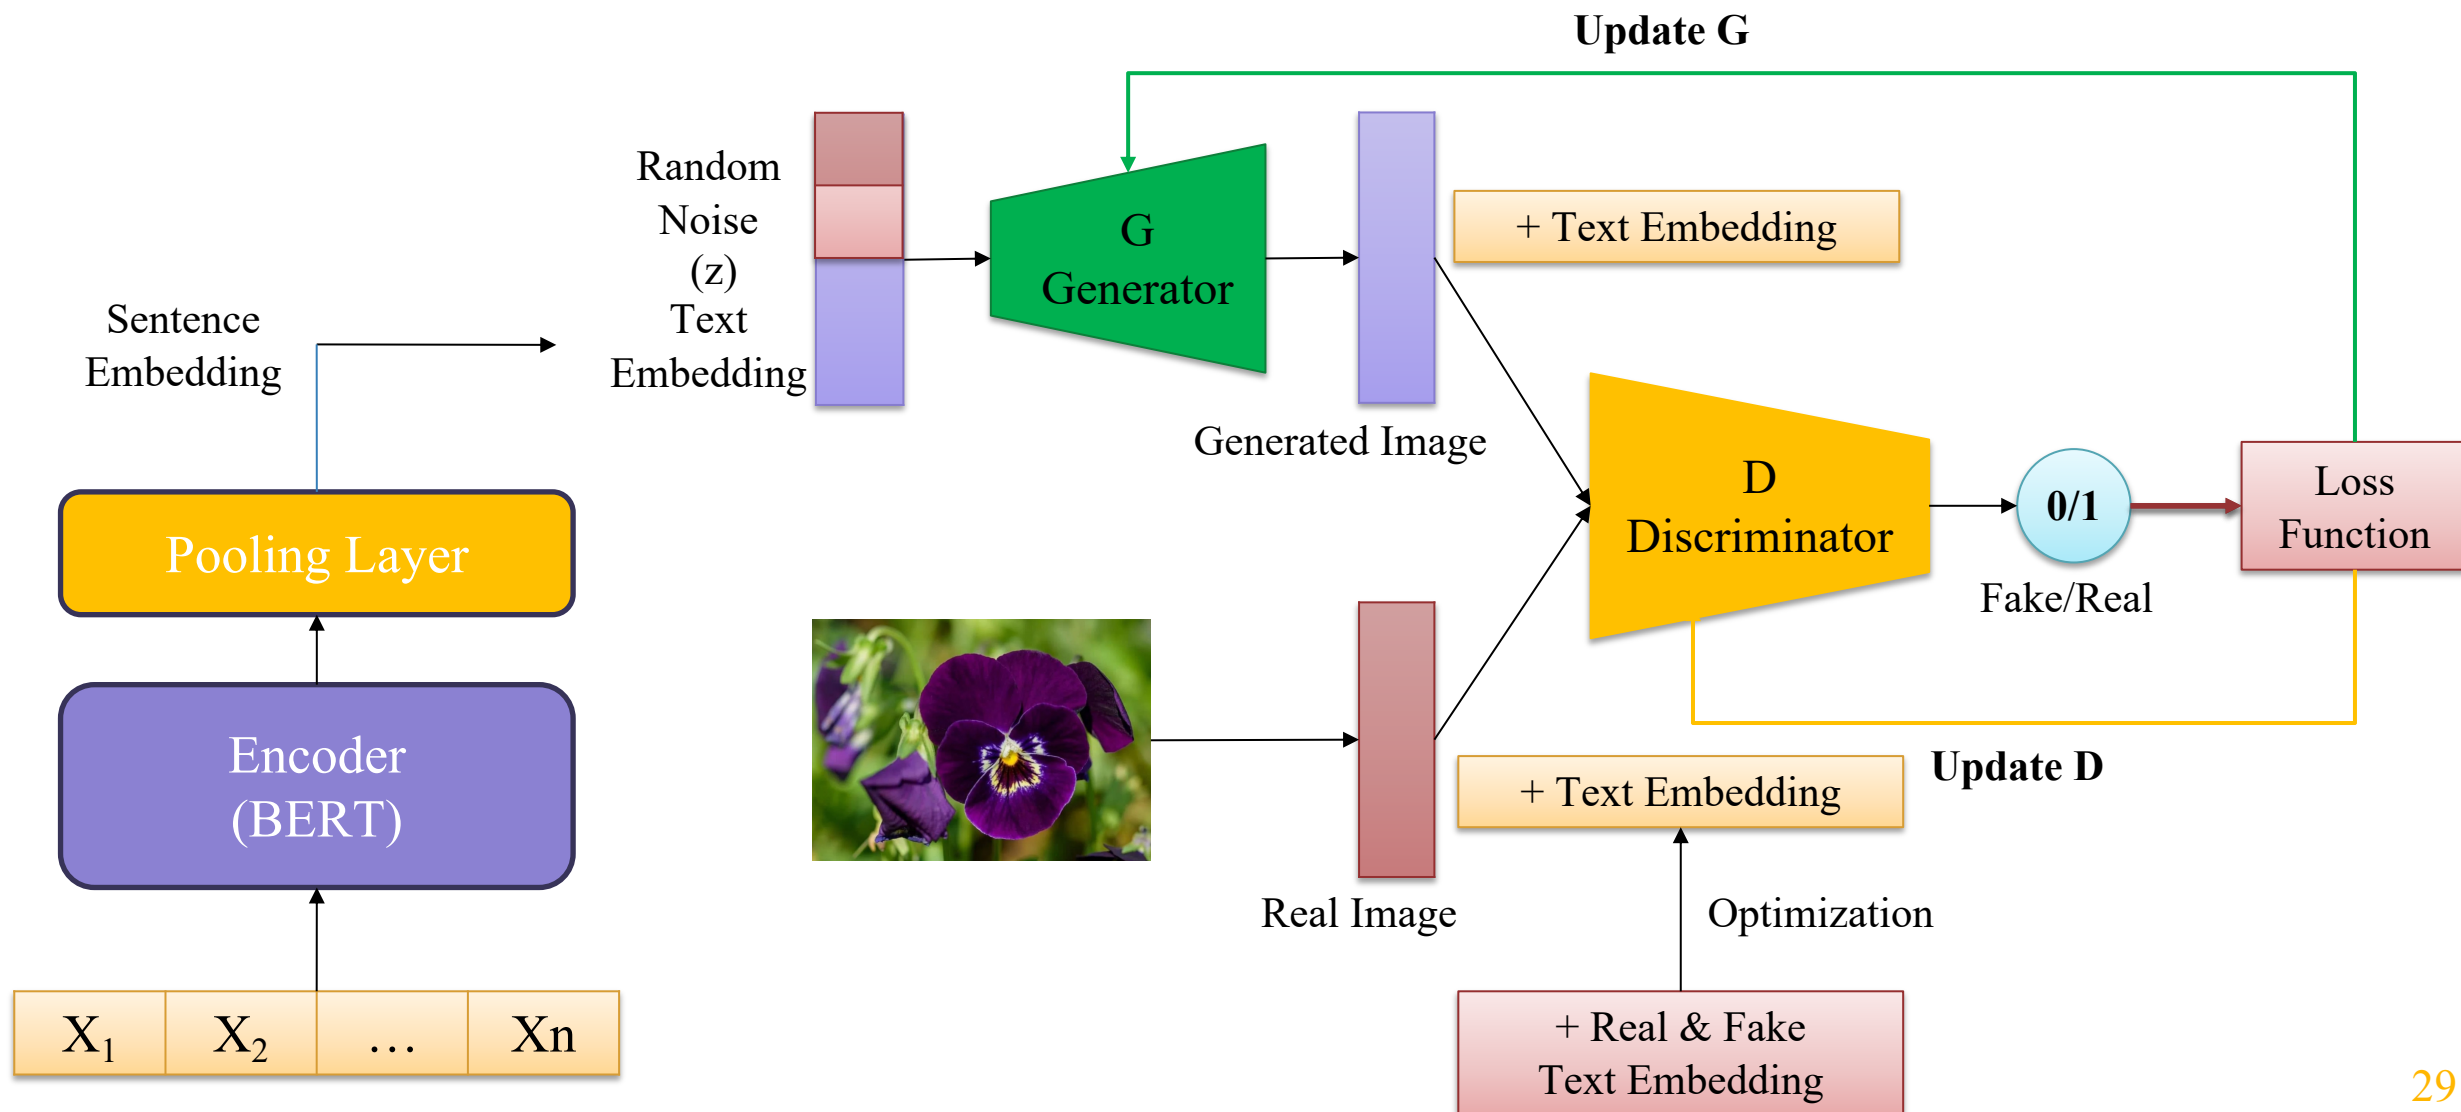 Update G
Random
Noise
(z)
Text
Embedding
G
Generator
+ Text Embedding
Sentence
Embedding
Generated Image
D
Discriminator
0/1
Loss
Function
Fake/Real
Pooling Layer
Encoder
(BERT)
Update D
+ Text Embedding
Real Image
Optimization
X₁ X₂ … Xn
+ Real & Fake
Text Embedding
29